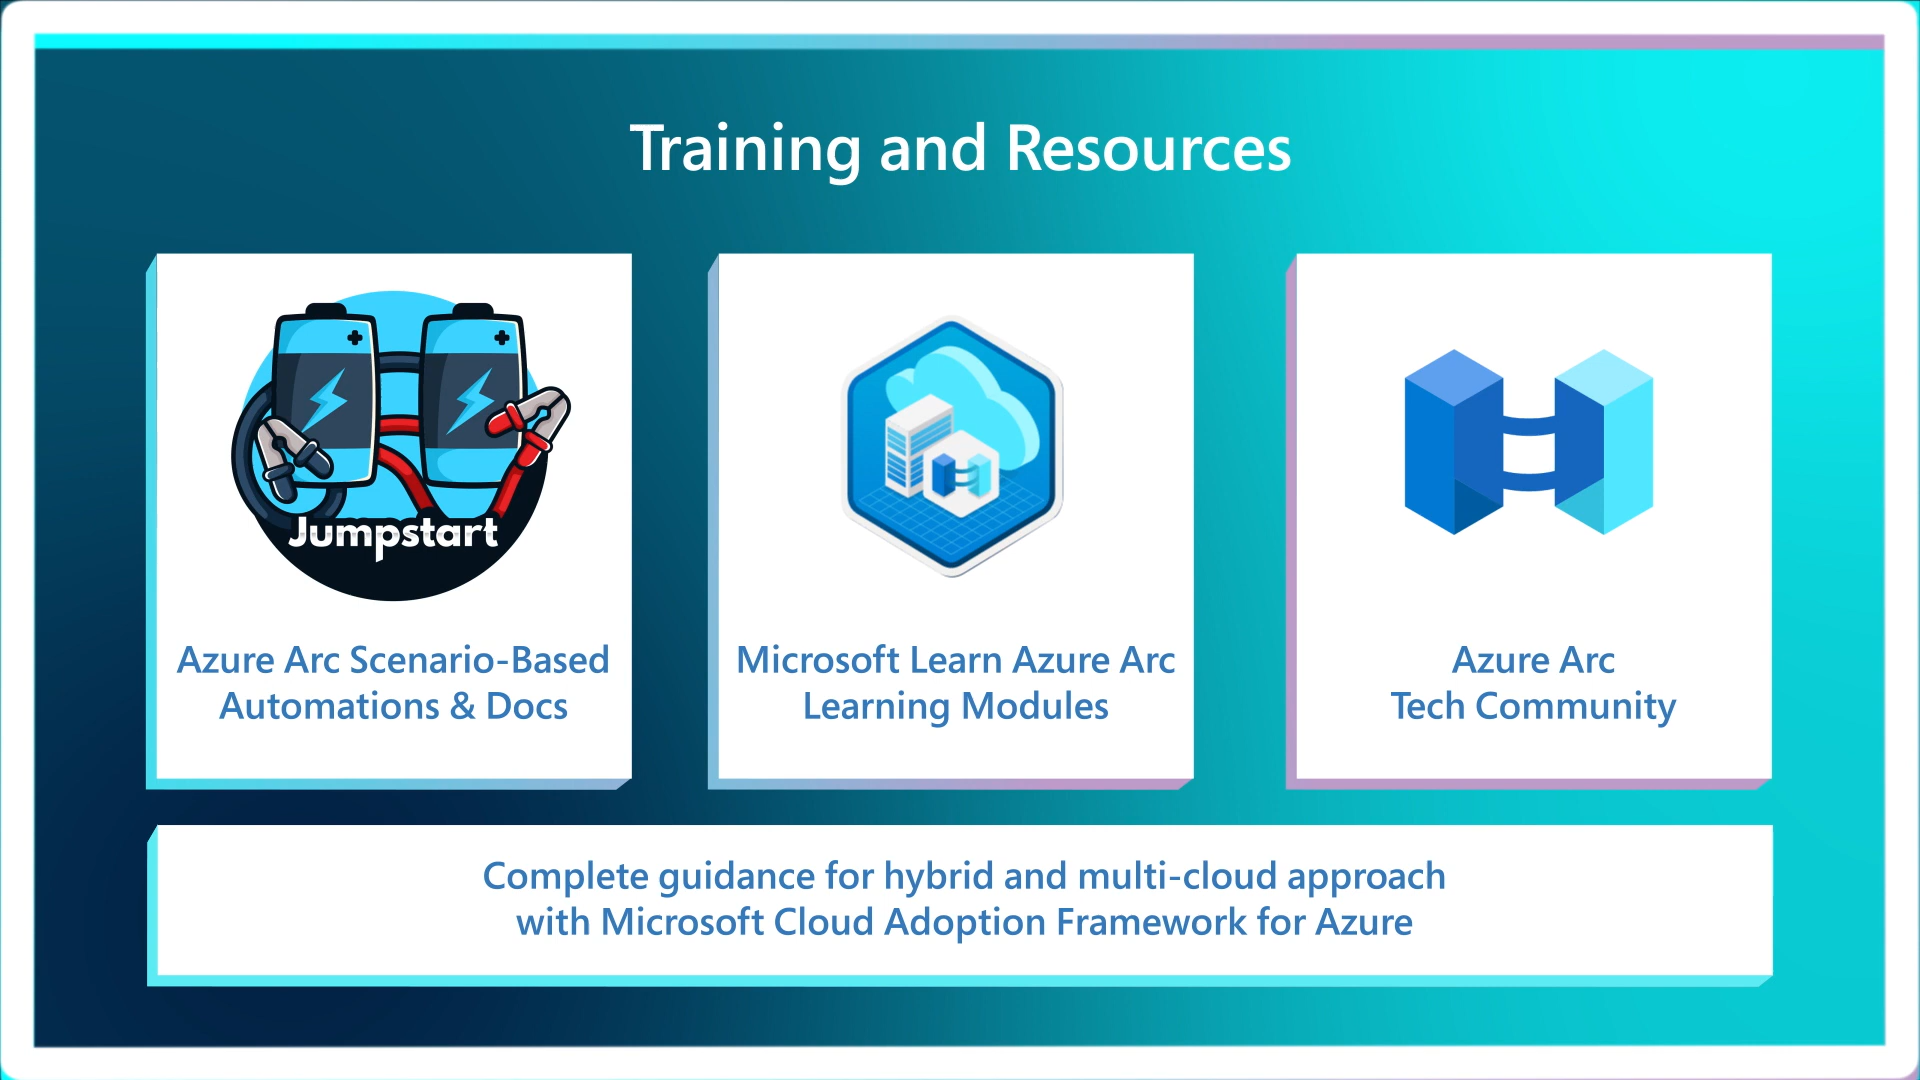 Training and Resources
Jumpstart
Azure Arc Scenario-Based
Automations & Docs
Microsoft Learn Azure Arc
Learning Modules
Azure Arc
Tech Community
Complete guidance for hybrid and multi-cloud approach
with Microsoft Cloud Adoption Framework for Azure